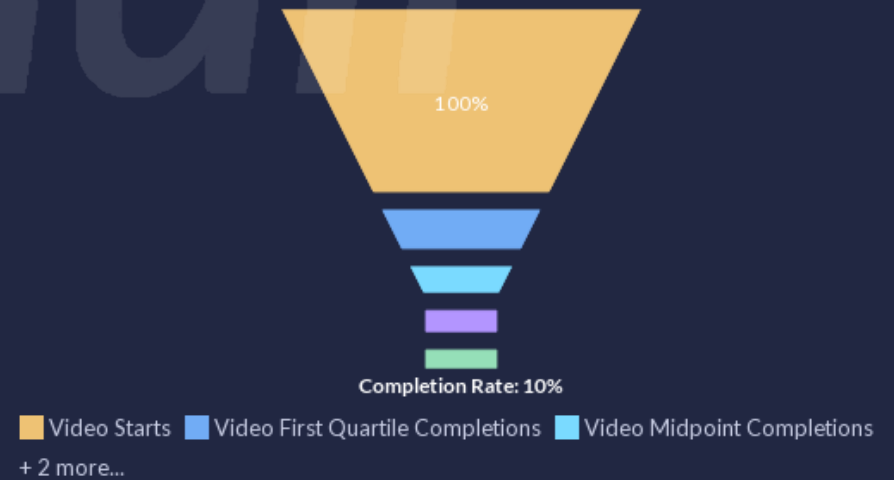 100%
Completion Rate: 10%
Video Starts Video First Quartile Completions Video Midpoint Completions
+ 2 more...